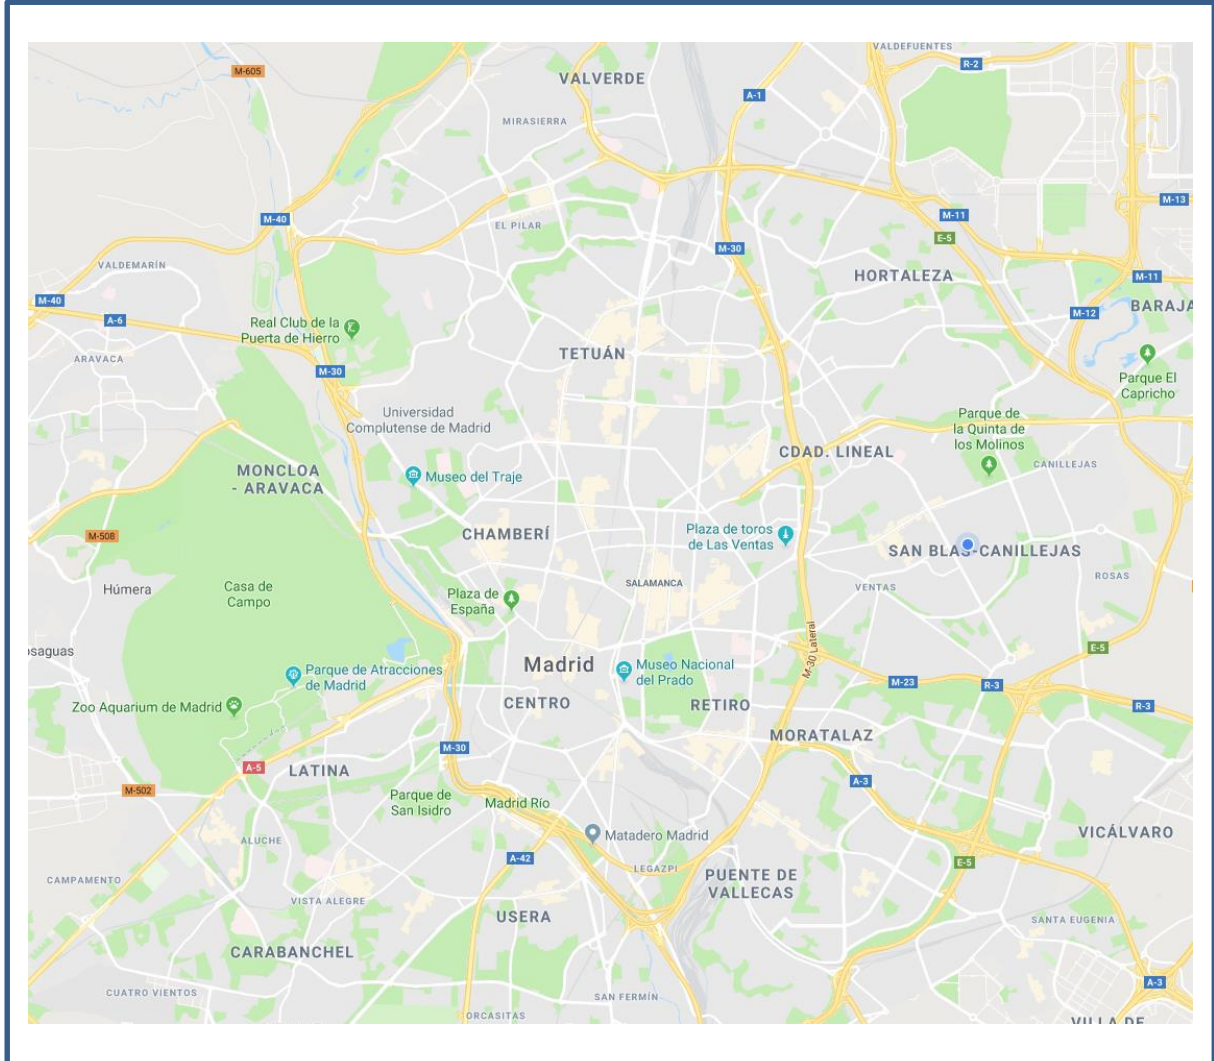 VALDEFUENTES
M-605
R-2
VALVERDE
A-1
MIRASIERRA
M-13
M-40
M-11
EL PILAR
E-5
M-30
VALDEMARÍN
HORTALEZA
M-11
M-40
BARAJA
A-6
M-12
Real Club de la
Puerta de Hierro
TETUÁN
ARAVACA
M-30
Parque El
Capricho
Universidad
Complutense de Madrid
Parque de
la Quinta de
los Molinos
CDAD. LINEAL
CANILLEJAS
MONCLOA
- ARAVACA
Museo del Traje
Plaza de toros
de Las Ventas
M-508
CHAMBERÍ
SAN BLAS-CANILLEJAS
ROSAS
Húmera
Casa de
Campo
SALAMANCA
VENTAS
Plaza de
España
M-30 Lateral
osaguas
E-5
Parque de Atracciones
de Madrid
Madrid
Museo Nacional
del Prado
M-23
R-3
Zoo Aquarium de Madrid
CENTRO
RETIRO
R-3
MORATALAZ
M-30
A-5
LATINA
A-3
M-502
Parque de
San Isidro
Madrid Río
Matadero Madrid
VICÁLVARO
ALUCHE
A-42
E-5
LEGAZPI
CAMPAMENTO
PUENTE DE
VALLECAS
VISTA ALEGRE
USERA
SANTA EUGENIA
CARABANCHEL
A-3
CUATRO VIENTOS
SAN FERMÍN
ORCASITAS
VILLA DE